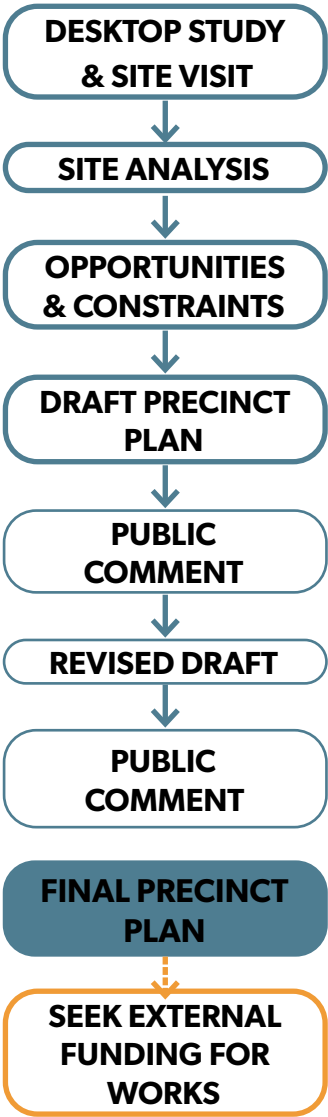 DESKTOP STUDY
& SITE VISIT
SITE ANALYSIS
OPPORTUNITIES
& CONSTRAINTS
DRAFT PRECINCT
PLAN
PUBLIC
COMMENT
REVISED DRAFT
PUBLIC
COMMENT
FINAL PRECINCT
PLAN
SEEK EXTERNAL
FUNDING FOR
WORKS